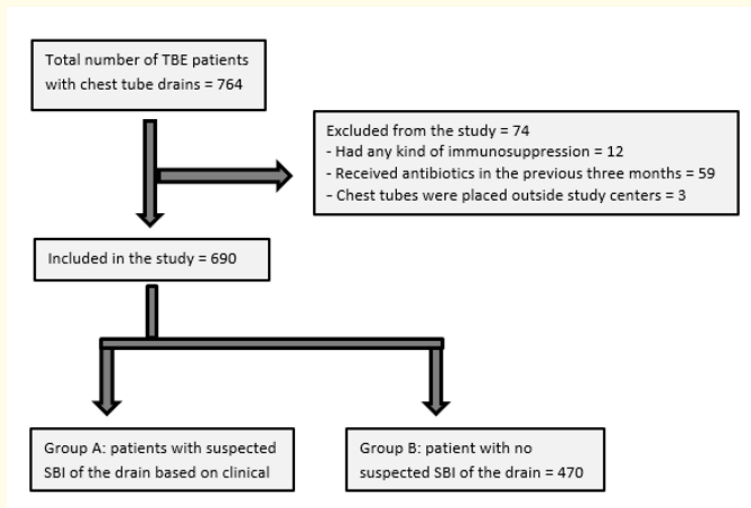 Total number of TBE patients
with chest tube drains = 764
Excluded from the study = 74
- Had any kind of immunosuppression = 12
- Received antibiotics in the previous three months = 59
- Chest tubes were placed outside study centers = 3
Included in the study = 690
Group A: patients with suspected
SBI of the drain based on clinical
Group B: patient with no
suspected SBI of the drain = 470